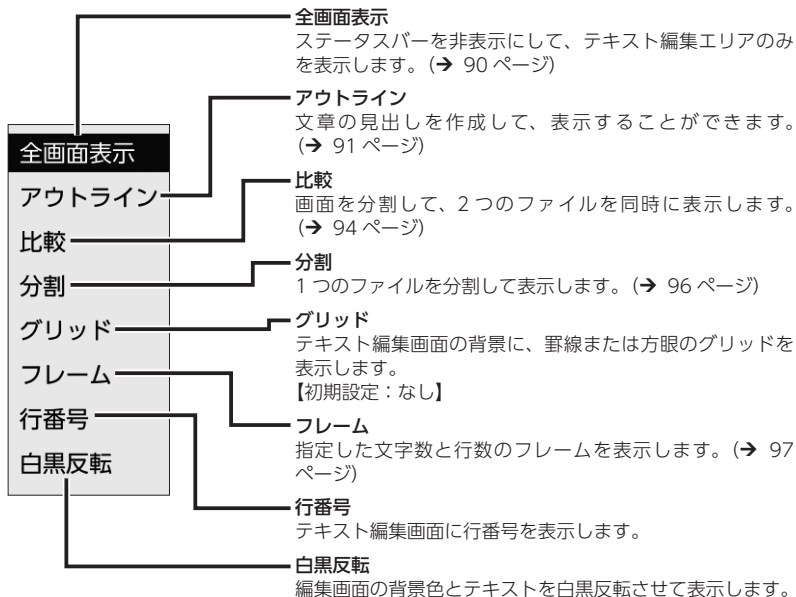 全画面表示
アウトライン
比較
分割
グリッド
フレーム
行番号
白黒反転
全画面表示
ステータスバーを非表示にして、テキスト編集エリアのみ
を表示します。(→ 90 ページ)
アウトライン
文章の見出しを作成して、表示することができます。
(→ 91 ページ)
比較
画面を分割して、2 つのファイルを同時に表示します。
(→ 94 ページ)
分割
1 つのファイルを分割して表示します。(→ 96 ページ)
グリッド
テキスト編集画面の背景に、罫線または方眼のグリッドを
表示します。
【初期設定：なし】
フレーム
指定した文字数と行数のフレームを表示します。(→ 97
ページ)
行番号
テキスト編集画面に行番号を表示します。
白黒反転
編集画面の背景色とテキストを白黒反転させて表示します。